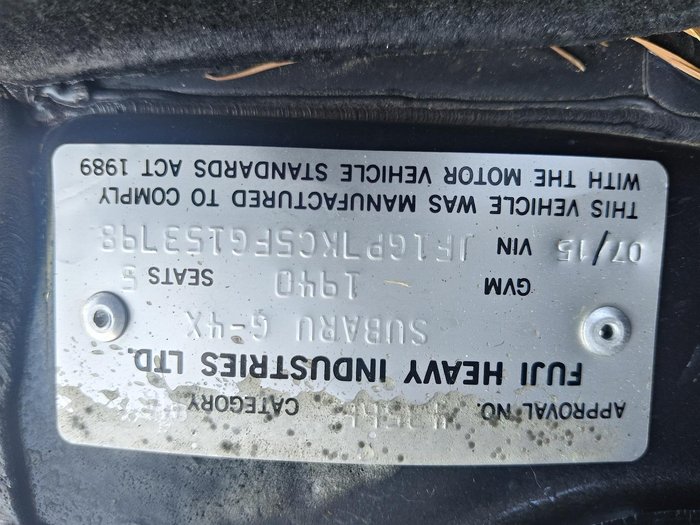 APPROVAL NO. CATEGORY
FUJI HEAVY INDUSTRIES LTD.
SUBARU G-4X
GVM 1940 SEATS 5
07/15 VIN JF1GP7KC5FG153798
THIS VEHICLE WAS MANUFACTURED TO COMPLY
WITH THE MOTOR VEHICLE STANDARDS ACT 1989